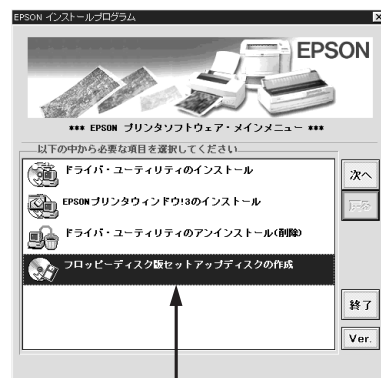 EPSON インストールプログラム
EPSON
*** EPSON プリンタソフトウェア・メインメニュー ***
以下の中から必要な項目を選択してください
ドライバ・ユーティリティのインストール
EPSONプリンタウィンドウ!3のインストール
ドライバ・ユーティリティのアンインストール(削除)
フロッピーディスク版セットアップディスクの作成
次へ
戻る
終了
Ver.